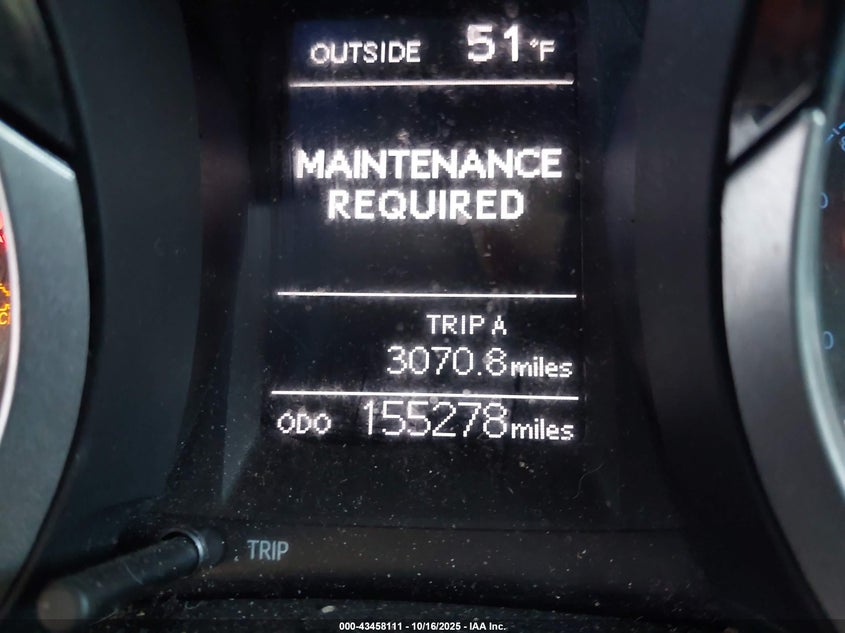 OUTSIDE 51°F
MAINTENANCE
REQUIRED
TRIP A
3070.8 miles
ODO 155278 miles
TRIP
000-43458111 - 10/16/2025 - IAA Inc.